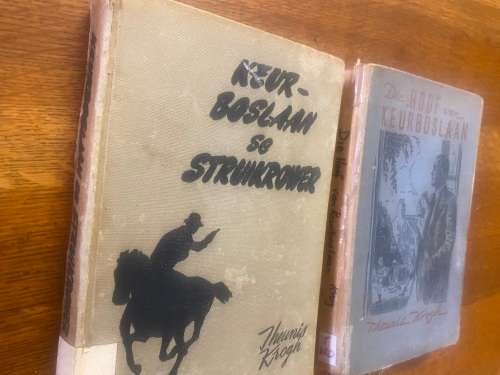 KEUR-
BOSLAAN
se
STRUIKROWER
Theunis
Krogh
Die HOOF van
KEURBOSLAAN
Theunis Krogh